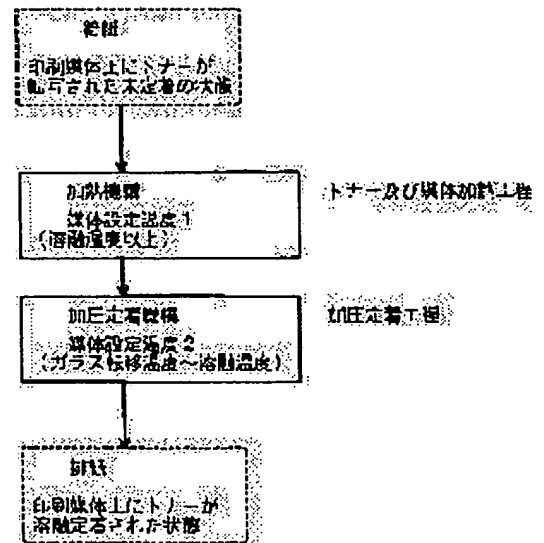 給紙
印刷媒体上にトナーが
転写された未定着の状態
加熱機構
媒体設定温度1
(溶融温度以上)
トナー及び媒体加熱工程
加圧定着機構
媒体設定温度2
(ガラス転移温度～溶融温度)
加圧定着工程
排紙
印刷媒体上にトナーが
溶融定着された状態